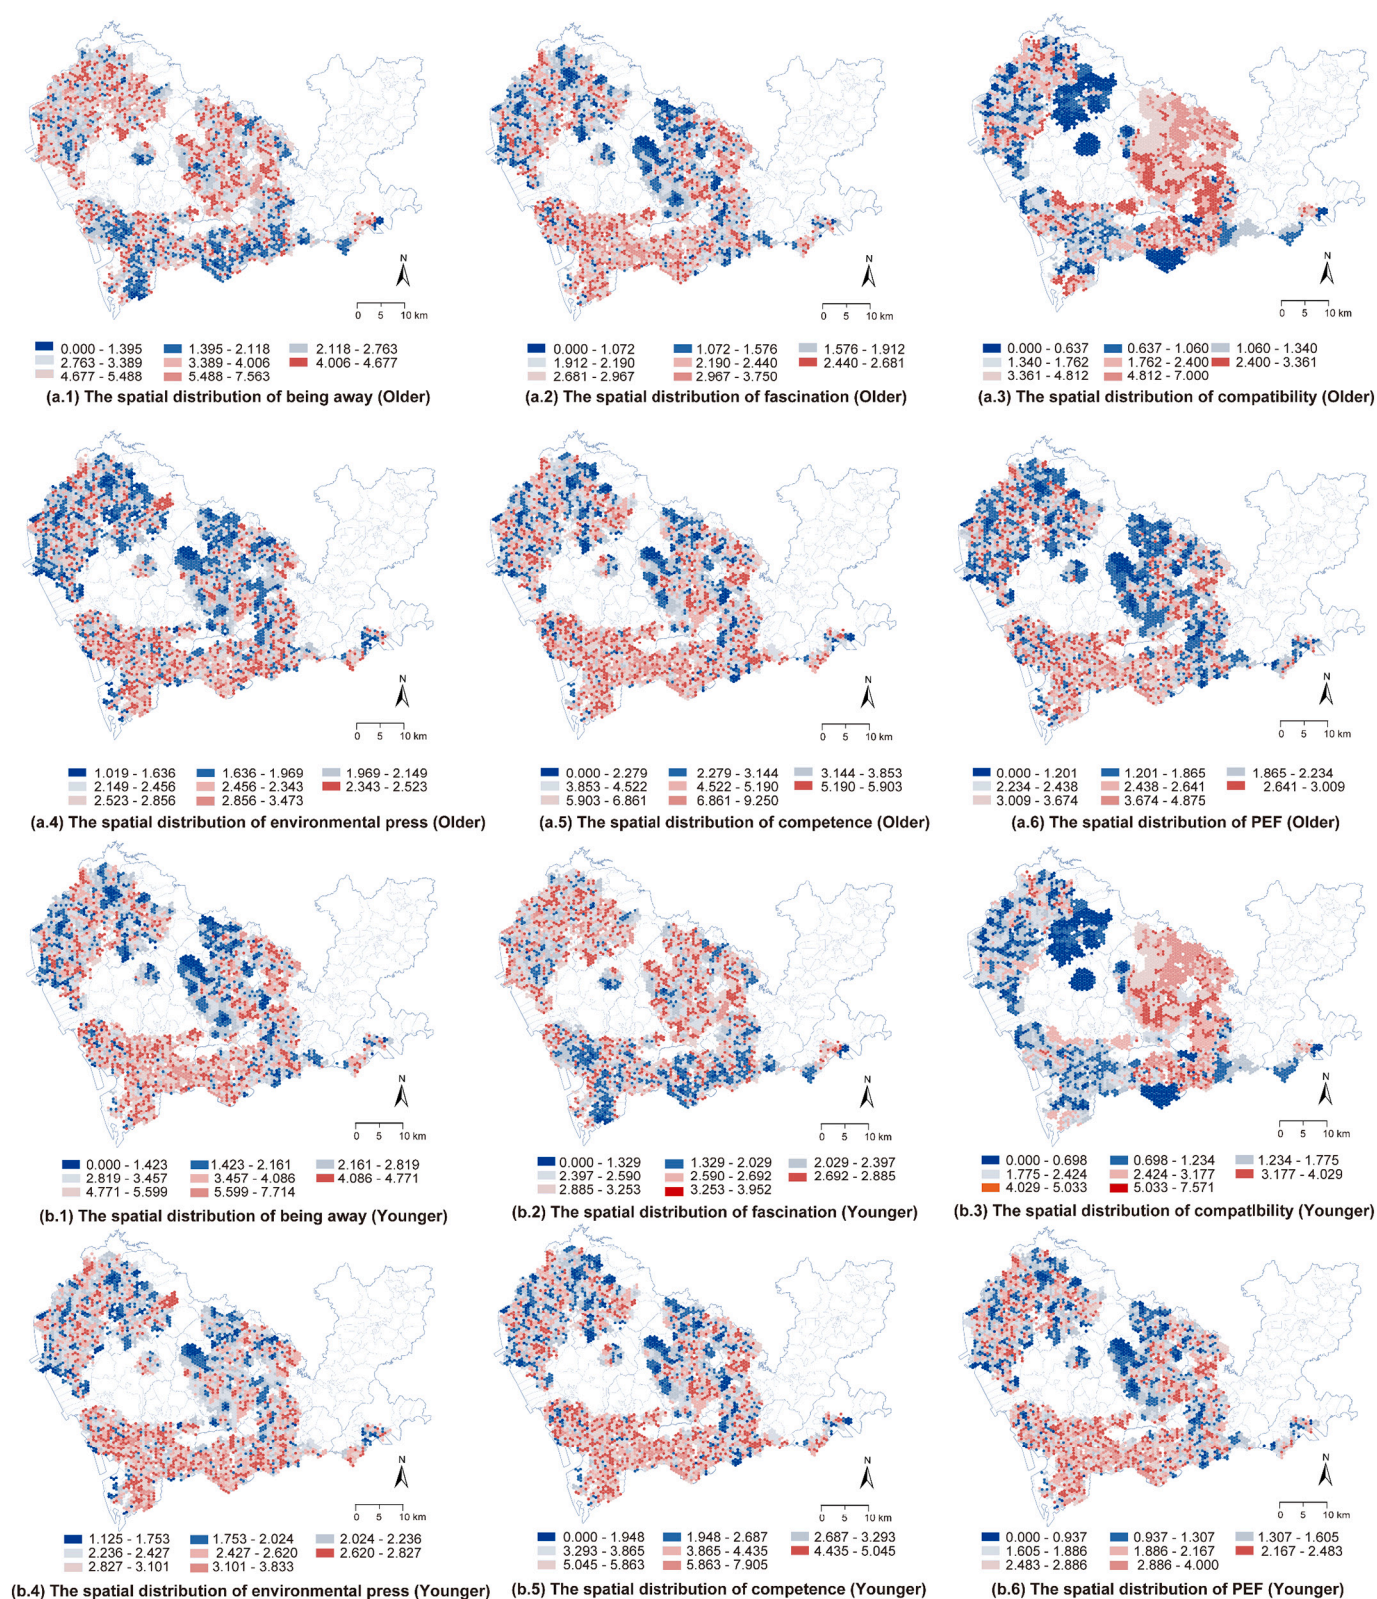 N
N
N
0 5 10 km
0 5 10 km
0 5 10 km
0.000 - 1.395 1.395 - 2.118 2.118 - 2.763
2.763 - 3.389 3.389 - 4.006 4.006 - 4.677
4.677 - 5.488 5.488 - 7.563
(a.1) The spatial distribution of being away (Older)
0.000 - 1.072 1.072 - 1.576 1.576 - 1.912
1.912 - 2.190 2.190 - 2.440 2.440 - 2.681
2.681 - 2.967 2.967 - 3.750
(a.2) The spatial distribution of fascination (Older)
0.000 - 0.637 0.637 - 1.060 1.060 - 1.340
1.340 - 1.762 1.762 - 2.400 2.400 - 3.361
3.361 - 4.812 4.812 - 7.000
(a.3) The spatial distribution of compatibility (Older)
N
N
N
0 5 10 km
0 5 10 km
0 5 10 km
1.019 - 1.636 1.636 - 1.969 1.969 - 2.149
2.149 - 2.456 2.456 - 2.343 2.343 - 2.523
2.523 - 2.856 2.856 - 3.473
(a.4) The spatial distribution of environmental press (Older)
0.000 - 2.279 2.279 - 3.144 3.144 - 3.853
3.853 - 4.522 4.522 - 5.190 5.190 - 5.903
5.903 - 6.861 6.861 - 9.250
(a.5) The spatial distribution of competence (Older)
0.000 - 1.201 1.201 - 1.865 1.865 - 2.234
2.234 - 2.438 2.438 - 2.641 2.641 - 3.009
3.009 - 3.674 3.674 - 4.875
(a.6) The spatial distribution of PEF (Older)
N
N
N
0 5 10 km
0 5 10 km
0 5 10 km
0.000 - 1.423 1.423 - 2.161 2.161 - 2.819
2.819 - 3.457 3.457 - 4.086 4.086 - 4.771
4.771 - 5.599 5.599 - 7.714
(b.1) The spatial distribution of being away (Younger)
0.000 - 1.329 1.329 - 2.029 2.029 - 2.397
2.397 - 2.590 2.590 - 2.692 2.692 - 2.885
2.885 - 3.253 3.253 - 3.952
(b.2) The spatial distribution of fascination (Younger)
0.000 - 0.698 0.698 - 1.234 1.234 - 1.775
1.775 - 2.424 2.424 - 3.177 3.177 - 4.029
4.029 - 5.033 5.033 - 7.571
(b.3) The spatial distribution of compatIbility (Younger)
N
N
N
0 5 10 km
0 5 10 km
0 5 10 km
1.125 - 1.753 1.753 - 2.024 2.024 - 2.236
2.236 - 2.427 2.427 - 2.620 2.620 - 2.827
2.827 - 3.101 3.101 - 3.833
(b.4) The spatial distribution of environmental press (Younger)
0.000 - 1.948 1.948 - 2.687 2.687 - 3.293
3.293 - 3.865 3.865 - 4.435 4.435 - 5.045
5.045 - 5.863 5.863 - 7.905
(b.5) The spatial distribution of competence (Younger)
0.000 - 0.937 0.937 - 1.307 1.307 - 1.605
1.605 - 1.886 1.886 - 2.167 2.167 - 2.483
2.483 - 2.886 2.886 - 4.000
(b.6) The spatial distribution of PEF (Younger)